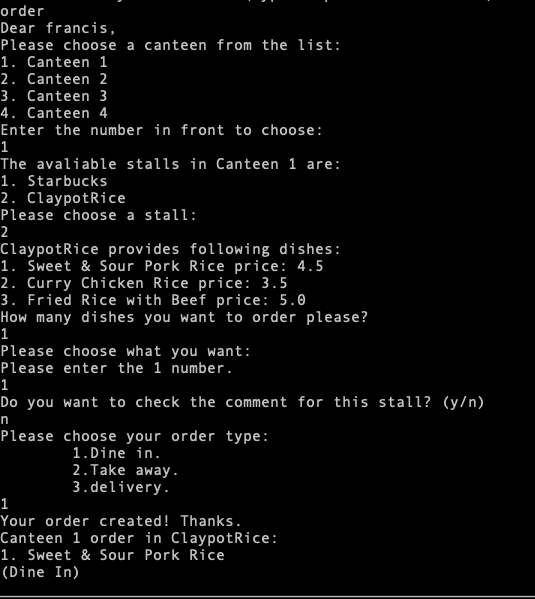 order
Dear francis,
Please choose a canteen from the list:
1. Canteen 1
2. Canteen 2
3. Canteen 3
4. Canteen 4
Enter the number in front to choose:
1
The avaliable stalls in Canteen 1 are:
1. Starbucks
2. ClaypotRice
Please choose a stall:
2
ClaypotRice provides following dishes:
1. Sweet & Sour Pork Rice price: 4.5
2. Curry Chicken Rice price: 3.5
3. Fried Rice with Beef price: 5.0
How many dishes you want to order please?
1
Please choose what you want:
Please enter the 1 number.
1
Do you want to check the comment for this stall? (y/n)
n
Please choose your order type:
1.Dine in.
2.Take away.
3.delivery.
1
Your order created! Thanks.
Canteen 1 order in ClaypotRice:
1. Sweet & Sour Pork Rice
(Dine In)